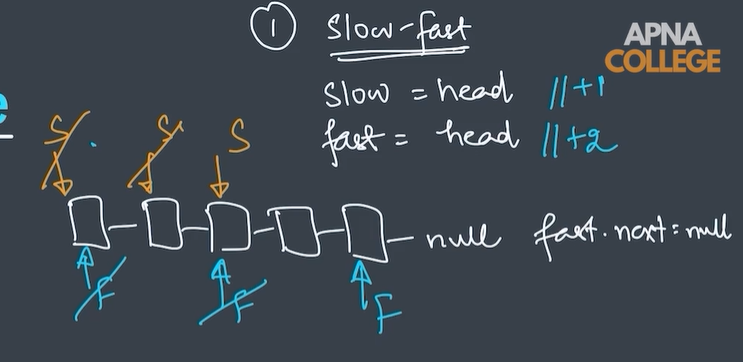 ① Slow-fast
APNA
COLLEGE
slow = head //+1
fast = head //+2
e
S S S
null fast.next = null
F F F